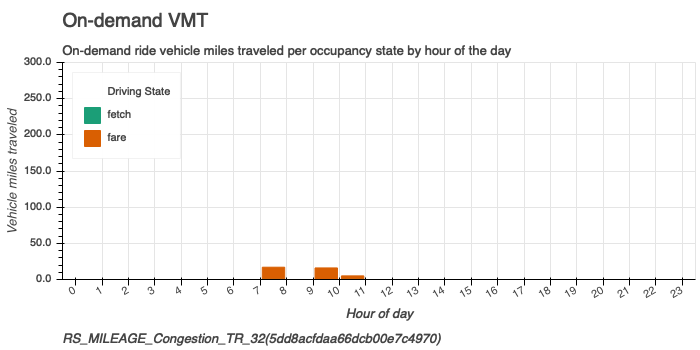 On-demand VMT
On-demand ride vehicle miles traveled per occupancy state by hour of the day
300.0
250.0
200.0
150.0
100.0
50.0
0.0
Vehicle miles traveled
Driving State
fetch
fare
0 1 2 3 4 5 6 7 8 9 10 11 12 13 14 15 16 17 18 19 20 21 22 23
Hour of day
RS_MILEAGE_Congestion_TR_32(5dd8acfdaa66dcb00e7c4970)